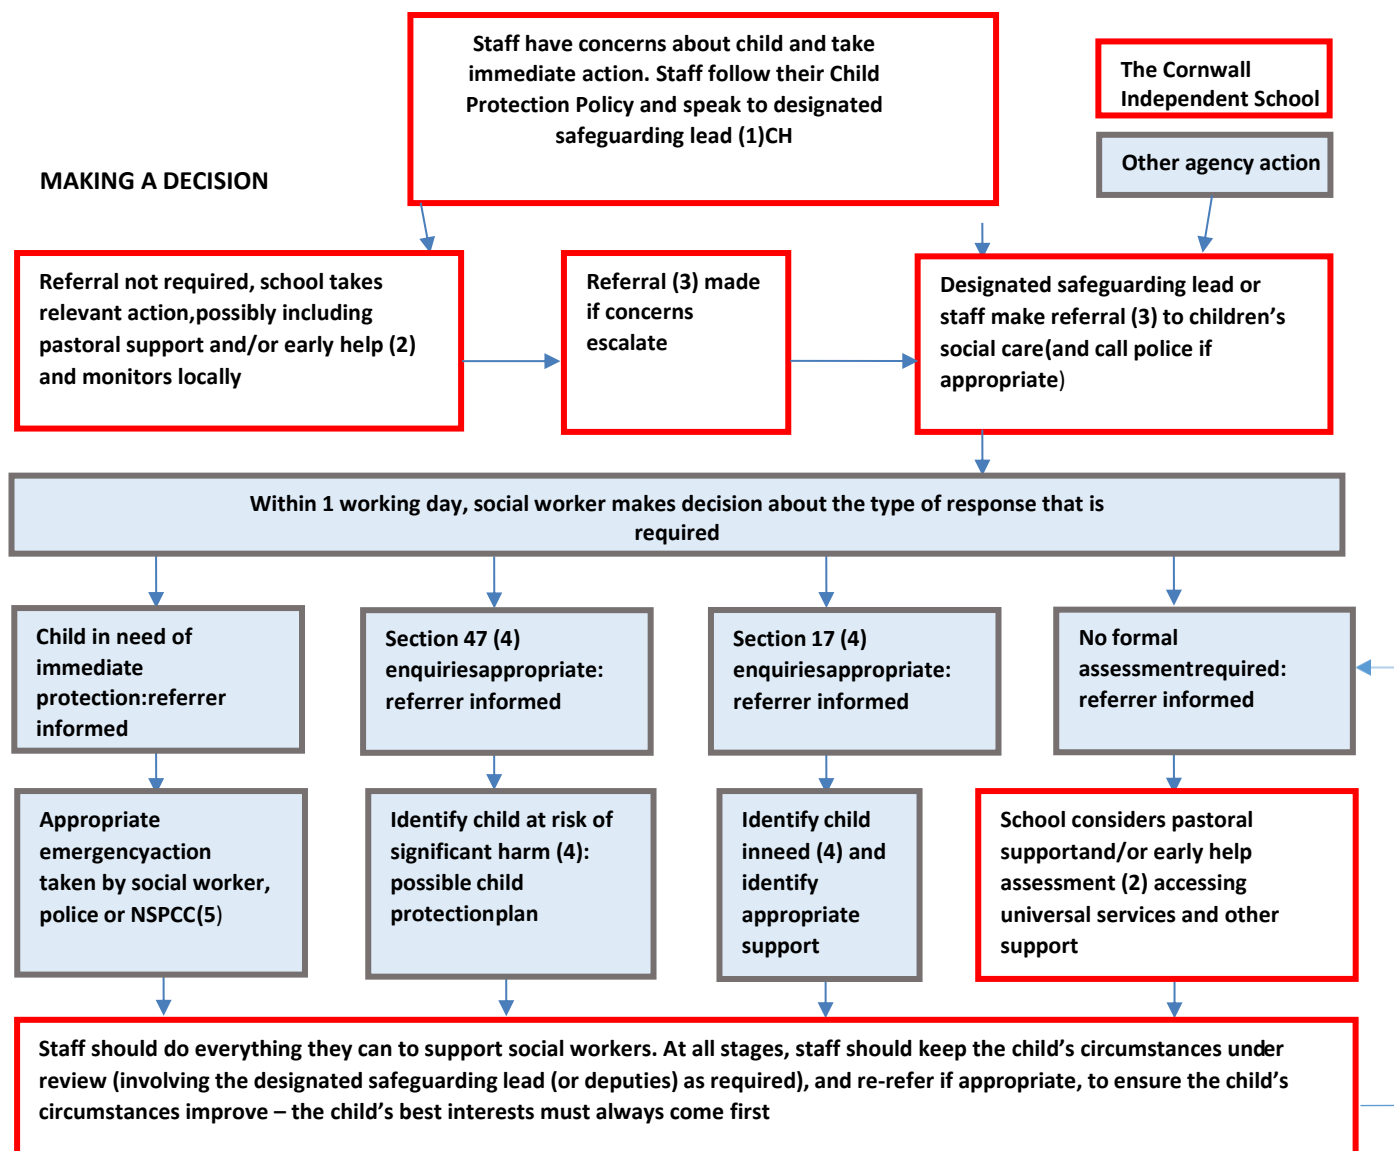 Staff have concerns about child and take
immediate action. Staff follow their Child
Protection Policy and speak to designated
safeguarding lead (1)CH
The Cornwall
Independent School
Other agency action
MAKING A DECISION
Referral not required, school takes
relevant action,possibly including
pastoral support and/or early help (2)
and monitors locally
Referral (3) made
if concerns
escalate
Designated safeguarding lead or
staff make referral (3) to children’s
social care(and call police if
appropriate)
Within 1 working day, social worker makes decision about the type of response that is
required
Child in need of
immediate
protection:referrer
informed
Section 47 (4)
enquiriesappropriate:
referrer informed
Section 17 (4)
enquiriesappropriate:
referrer informed
No formal
assessmentrequired:
referrer informed
Appropriate
emergencyaction
taken by social worker,
police or NSPCC(5)
Identify child at risk of
significant harm (4):
possible child
protectionplan
Identify child
inneed (4) and
identify
appropriate
support
School considers pastoral
supportand/or early help
assessment (2) accessing
universal services and other
support
Staff should do everything they can to support social workers. At all stages, staff should keep the child’s circumstances under
review (involving the designated safeguarding lead (or deputies) as required), and re-refer if appropriate, to ensure the child’s
circumstances improve – the child’s best interests must always come first